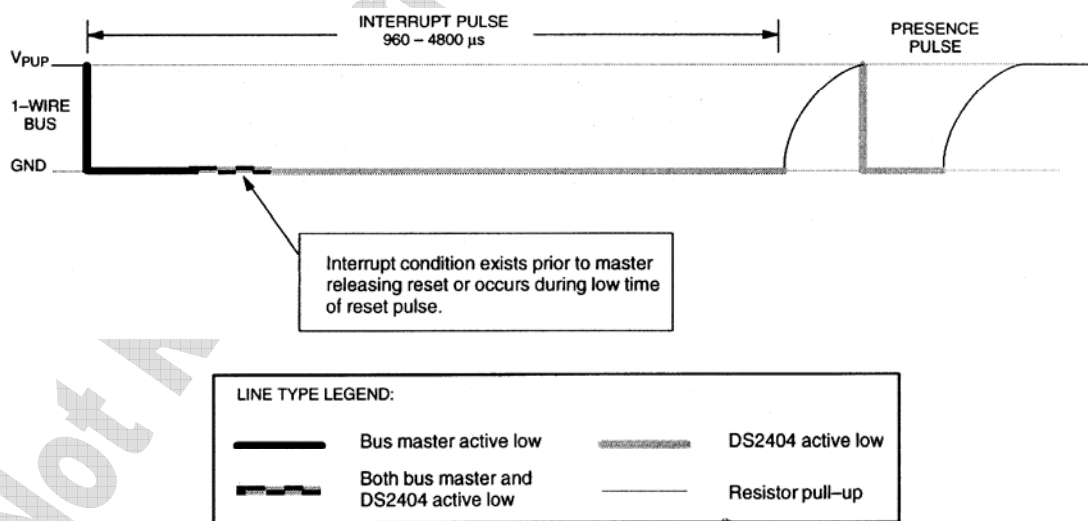 INTERRUPT PULSE
960 – 4800 µs
PRESENCE
PULSE
VPUP
1–WIRE
BUS
GND
Interrupt condition exists prior to master
releasing reset or occurs during low time
of reset pulse.
LINE TYPE LEGEND:
Bus master active low
DS2404 active low
Both bus master and
DS2404 active low
Resistor pull–up
Not